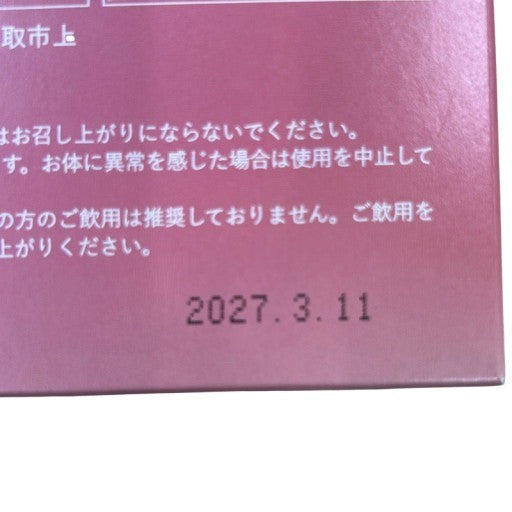 取市上
はお召し上がりにならないでください。
す。お体に異常を感じた場合は使用を中止して
の方のご飲用は推奨しておりません。ご飲用を
上がりください。
2027.3.11